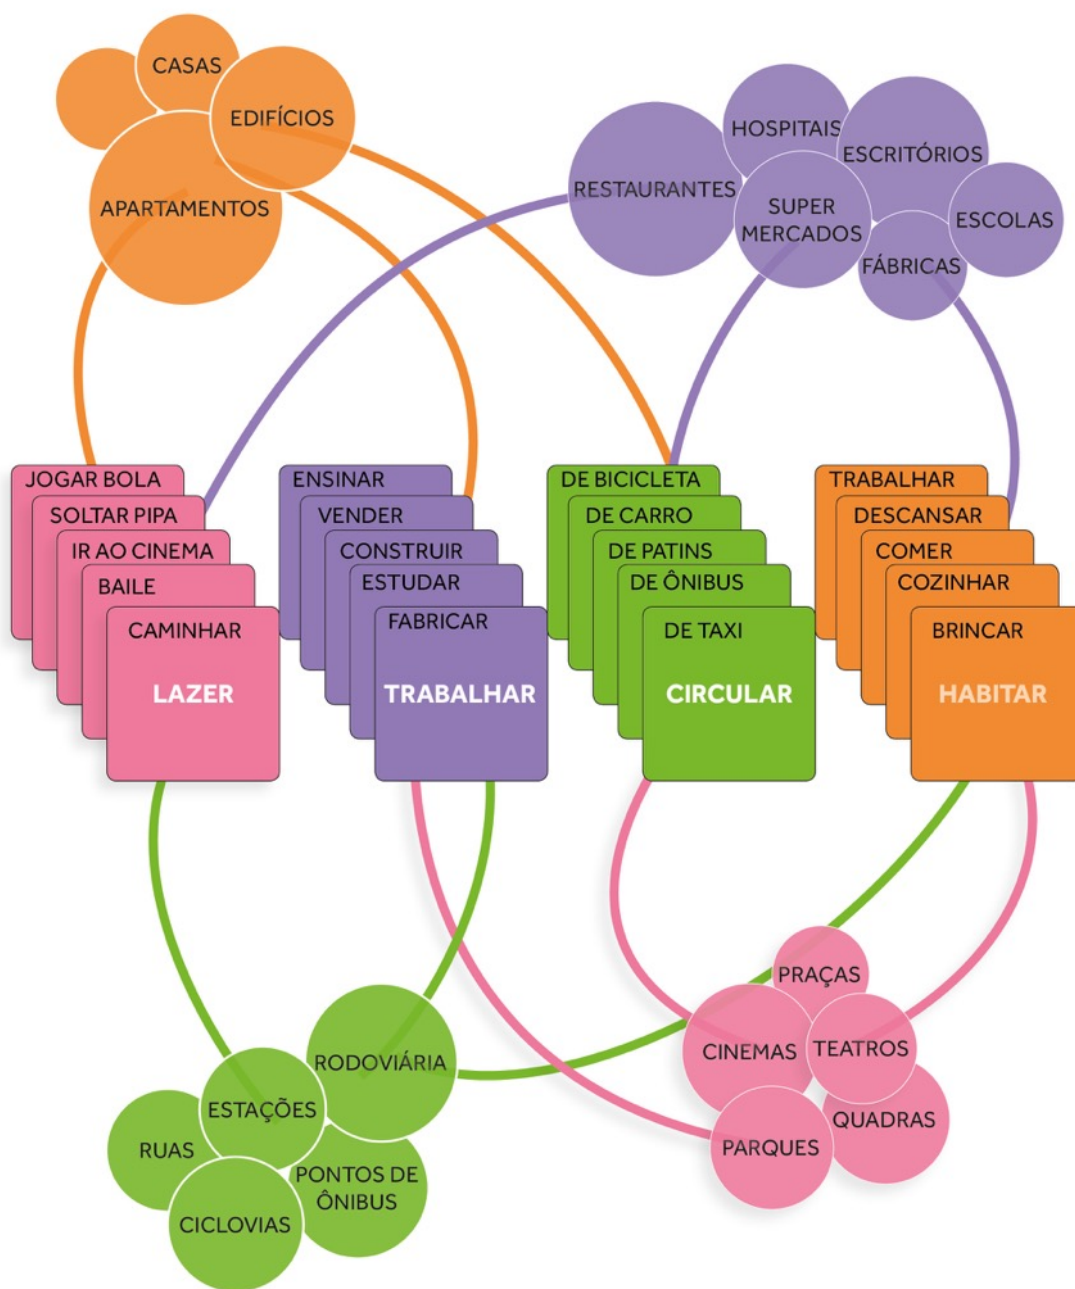 CASAS
EDIFÍCIOS
APARTAMENTOS
HOSPITAIS
ESCRITÓRIOS
RESTAURANTES
SUPER
MERCADOS
ESCOLAS
FÁBRICAS
JOGAR BOLA
SOLTAR PIPA
IR AO CINEMA
BAILE
CAMINHAR
LAZER
ENSINAR
VENDER
CONSTRUIR
ESTUDAR
FABRICAR
TRABALHAR
DE BICICLETA
DE CARRO
DE PATINS
DE ÔNIBUS
DE TAXI
CIRCULAR
TRABALHAR
DESCANSAR
COMER
COZINHAR
BRINCAR
HABITAR
RODOVIÁRIA
ESTAÇÕES
RUAS
PONTOS DE
ÔNIBUS
CICLOVIAS
PRAÇAS
CINEMAS
TEATROS
QUADRAS
PARQUES